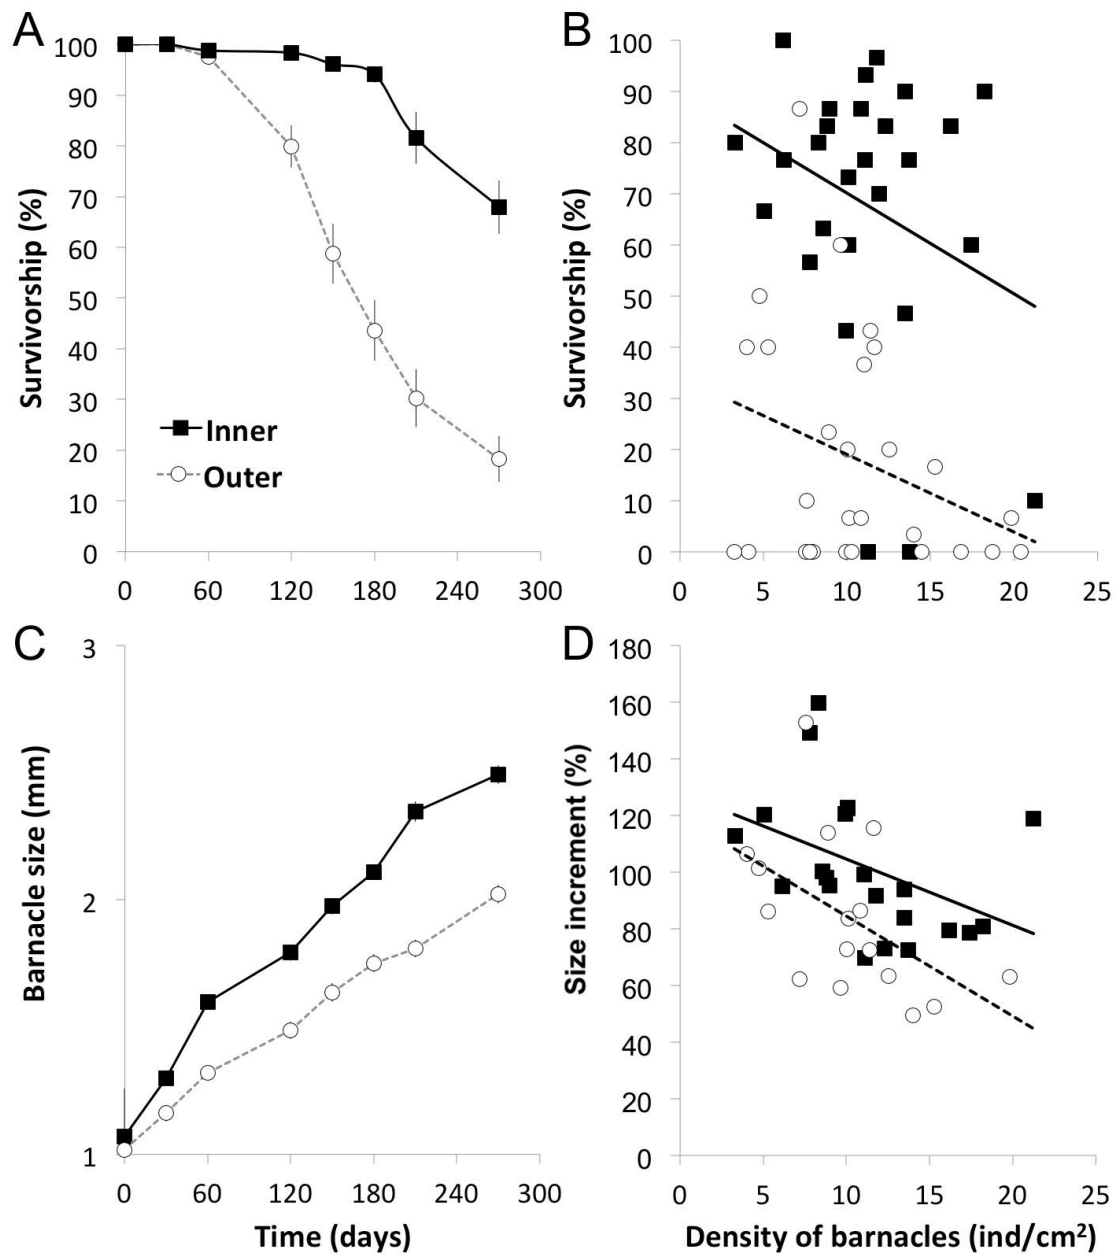 A
Survivorship (%)
100
90
80
70
60
50
40
30
20
10
0
Inner
Outer
0 60 120 180 240 300
B
Survivorship (%)
100
90
80
70
60
50
40
30
20
10
0
0 5 10 15 20 25
C
Barnacle size (mm)
3
2
1
0 60 120 180 240 300
Time (days)
D
Size increment (%)
180
160
140
120
100
80
60
40
20
0
0 5 10 15 20 25
Density of barnacles (ind/cm²)